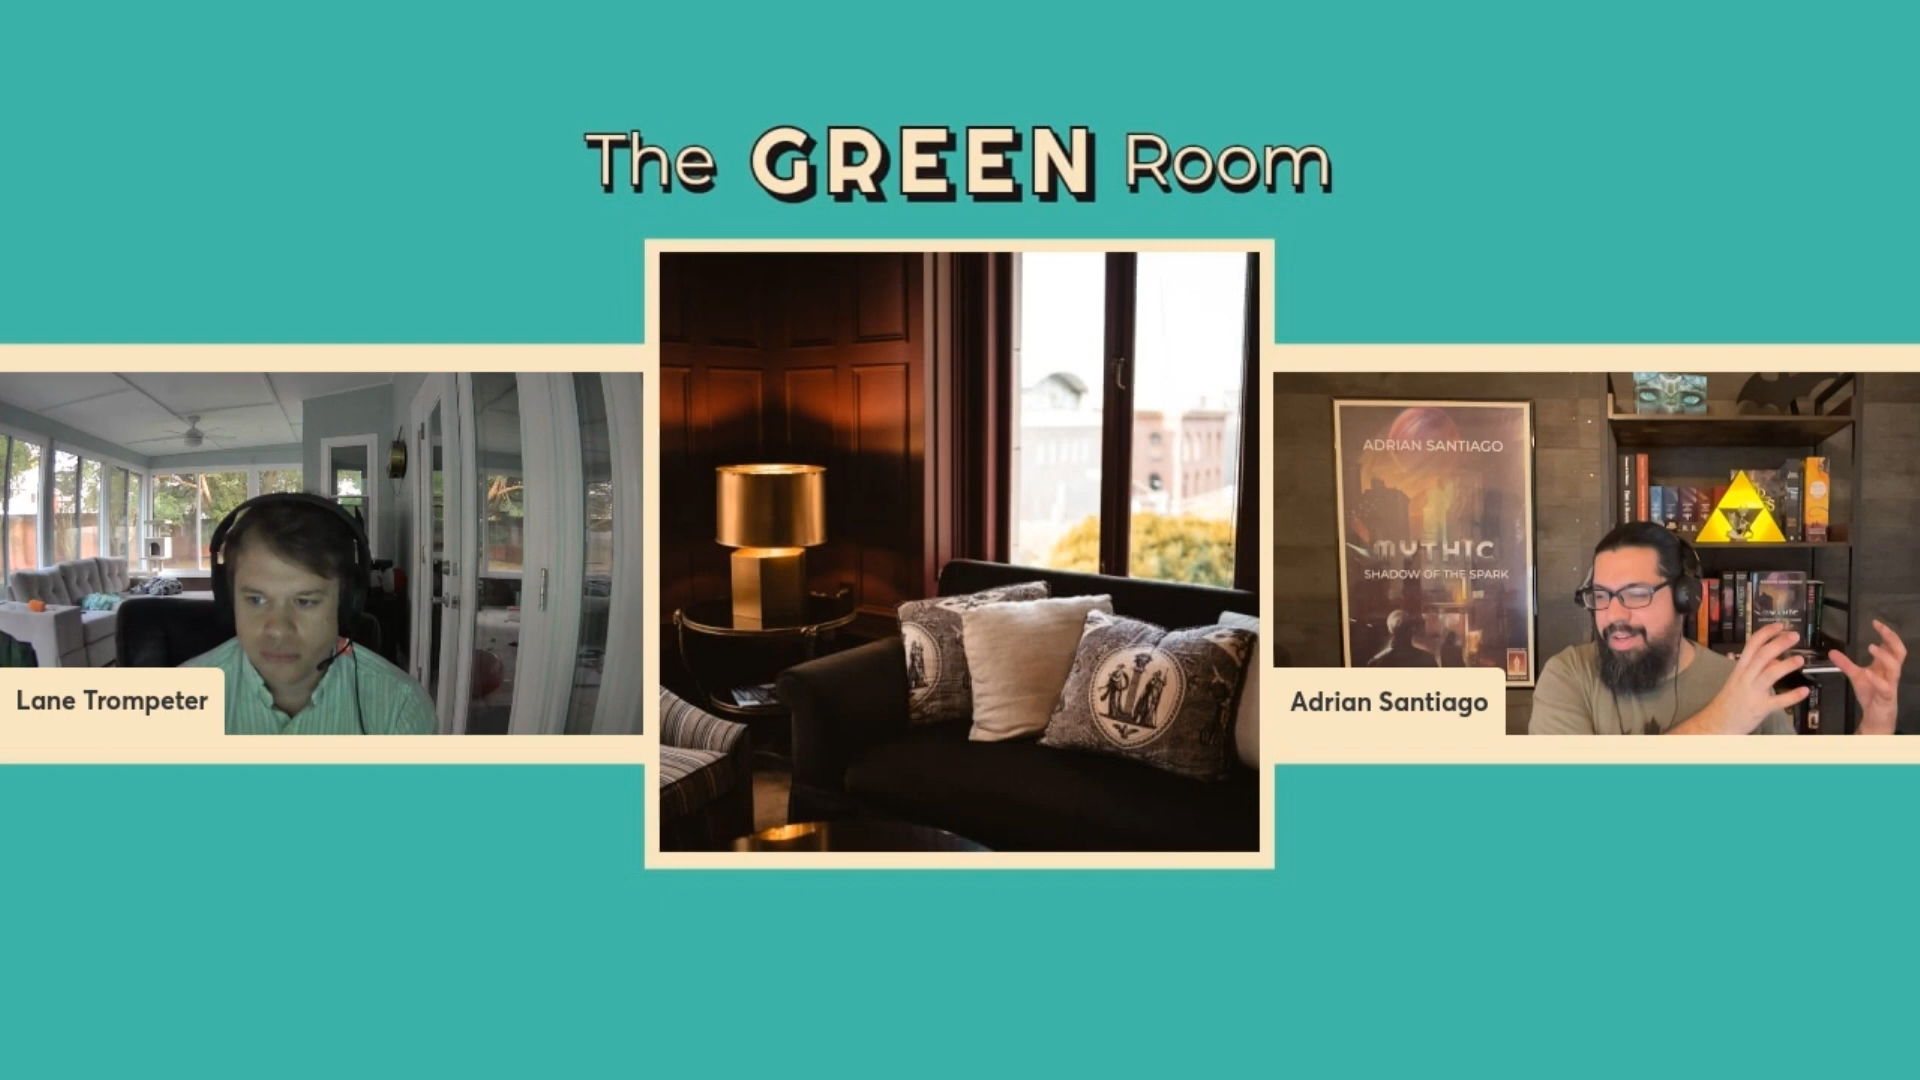 The GREEN Room
Lane Trompeter
ADRIAN SANTIAGO
MYTHIC
SHADOW OF THE SPARK
Adrian Santiago